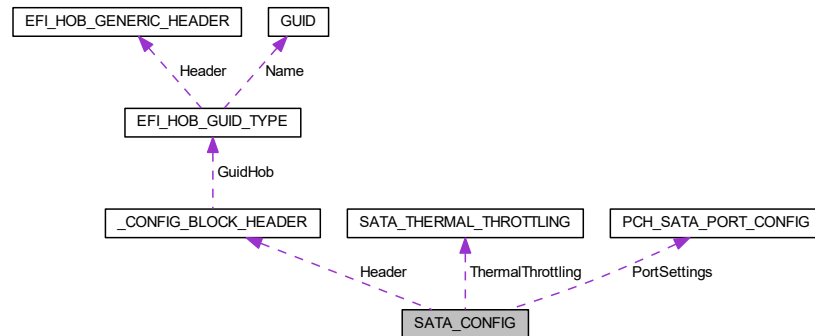 EFI_HOB_GENERIC_HEADER
GUID
Header
Name
EFI_HOB_GUID_TYPE
GuidHob
_CONFIG_BLOCK_HEADER
SATA_THERMAL_THROTTLING
PCH_SATA_PORT_CONFIG
Header
ThermalThrottling
PortSettings
SATA_CONFIG